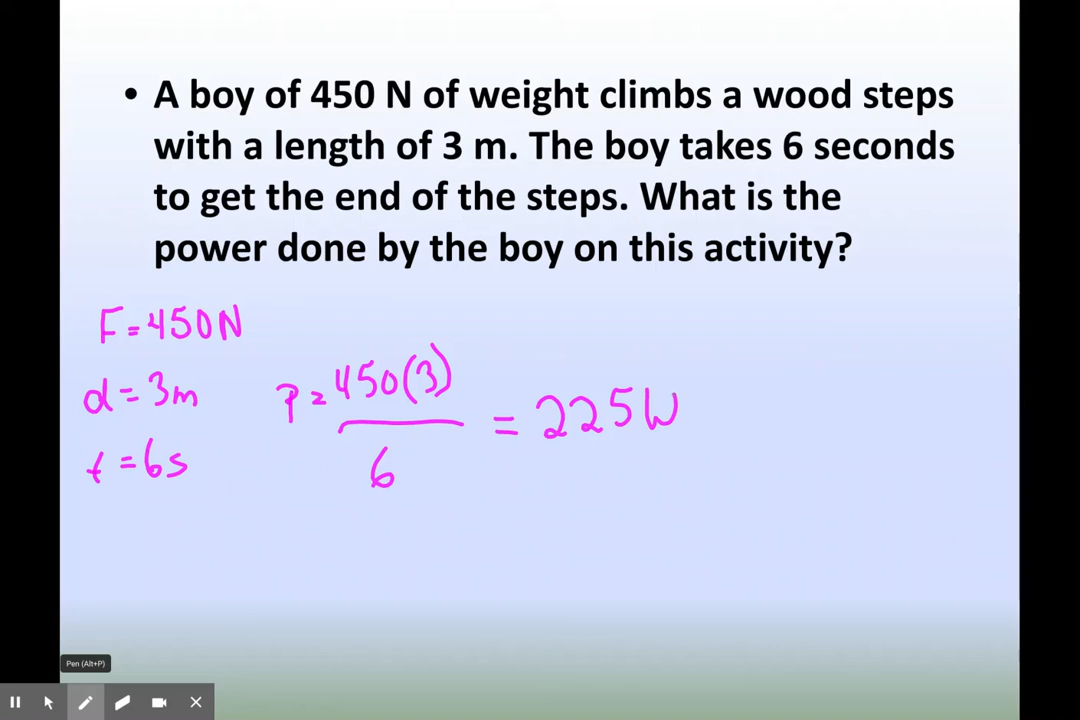 • A boy of 450 N of weight climbs a wood steps
with a length of 3 m. The boy takes 6 seconds
to get the end of the steps. What is the
power done by the boy on this activity?
F = 450N
d = 3m
t = 6s
P = 450(3)
6
= 225W
Pen (Alt+P)